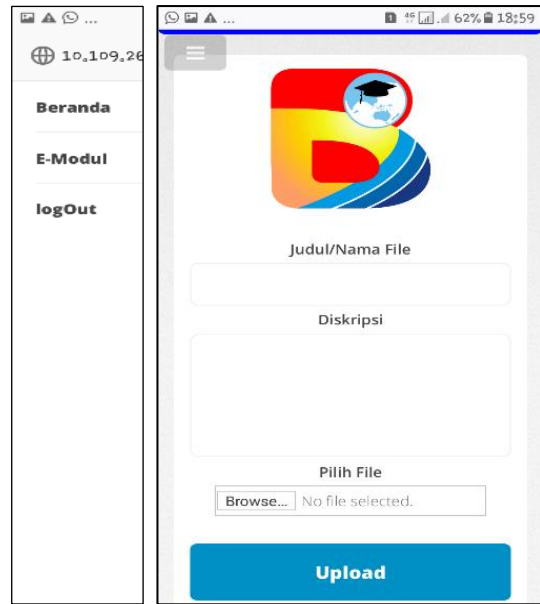 ...
10.109.26
Beranda
E-Modul
logOut
... 4G 62% 18:59
Judul/Nama File
Diskripsi
Pilih File
Browse... No file selected.
Upload